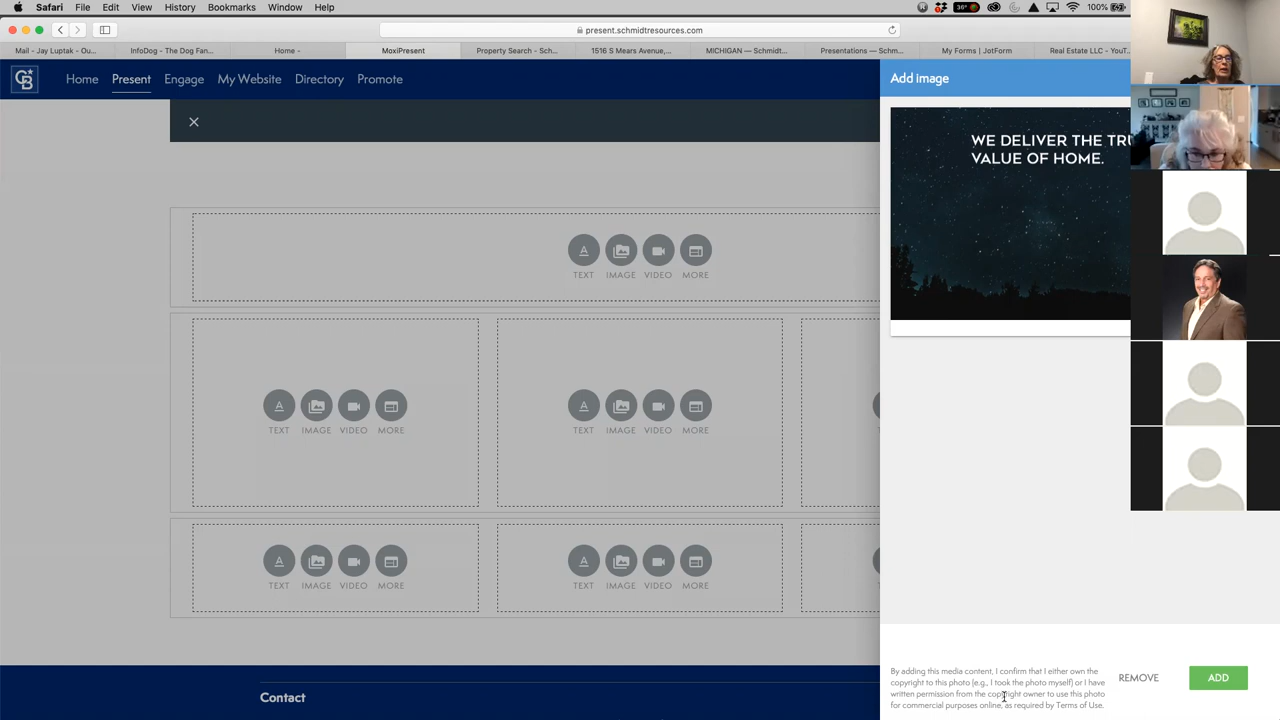 Safari File Edit View History Bookmarks Window Help 36° 100%
present.schmidtresources.com
Mail - Jay Luptak - Ou... InfoDog - The Dog Fan... Home - MoxiPresent Property Search - Sch... 1516 S Mears Avenue,... MICHIGAN — Schmidt... Presentations — Schm... My Forms | JotForm Real Estate LLC - YouT...
CB Home Present Engage My Website Directory Promote
Add image
WE DELIVER THE TRU
VALUE OF HOME.
TEXT IMAGE VIDEO MORE
TEXT IMAGE VIDEO MORE TEXT IMAGE VIDEO MORE
TEXT IMAGE VIDEO MORE TEXT IMAGE VIDEO MORE
By adding this media content, I confirm that I either own the
copyright to this photo (e.g., I took the photo myself) or I have
written permission from the copyright owner to use this photo
for commercial purposes online, as required by Terms of Use.
REMOVE ADD
Contact